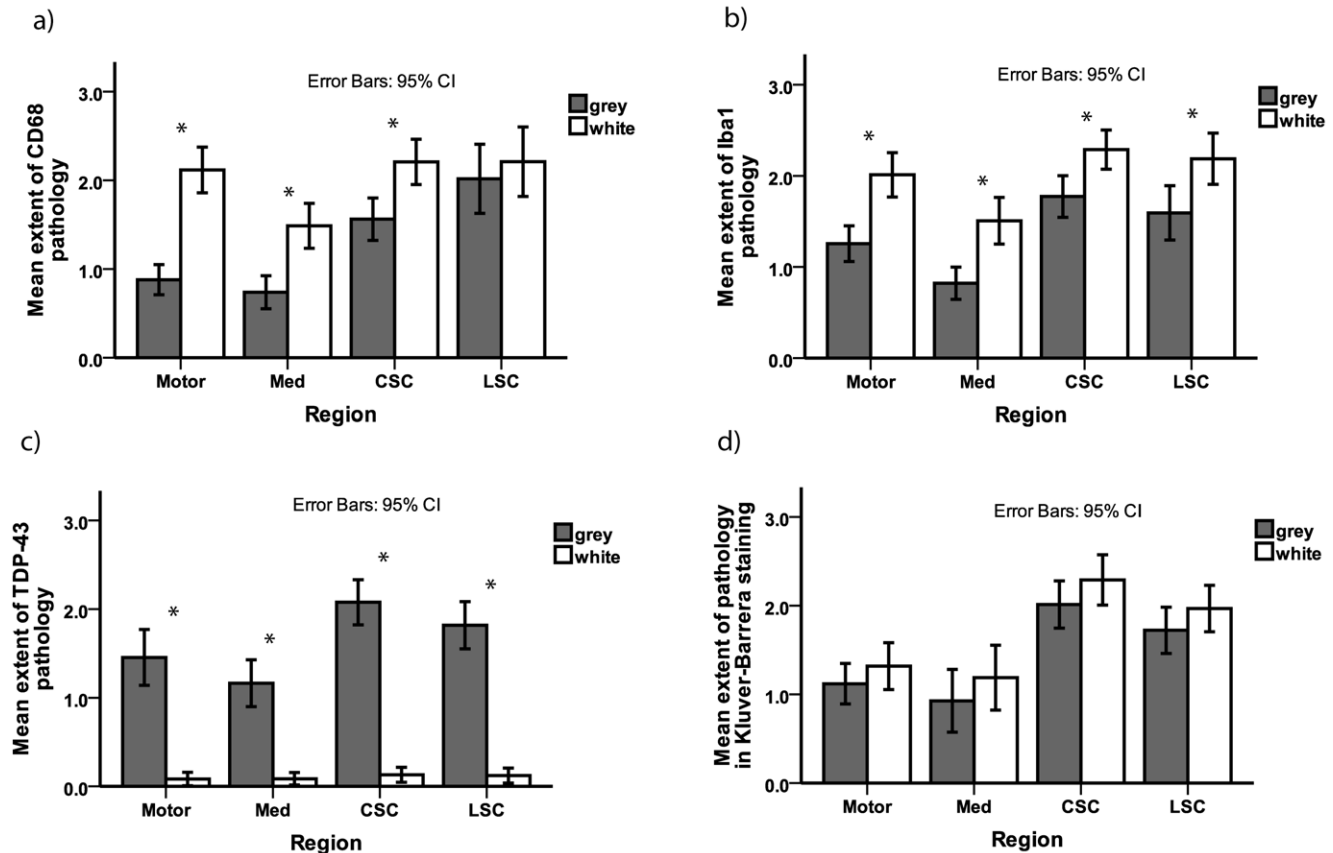 a)
Error Bars: 95% CI
grey
white
Mean extent of CD68
pathology
3.0
2.0
1.0
0.0
* * *
Motor Med CSC LSC
Region
b)
Error Bars: 95% CI
grey
white
Mean extent of Iba1
pathology
3.0
2.0
1.0
0.0
* * * *
Motor Med CSC LSC
Region
c)
Error Bars: 95% CI
grey
white
Mean extent of TDP-43
pathology
3.0
2.0
1.0
0.0
* * * *
Motor Med CSC LSC
Region
d)
Error Bars: 95% CI
grey
white
Mean extent of pathology
in Kluver-Barrera staining
3.0
2.0
1.0
0.0
Motor Med CSC LSC
Region